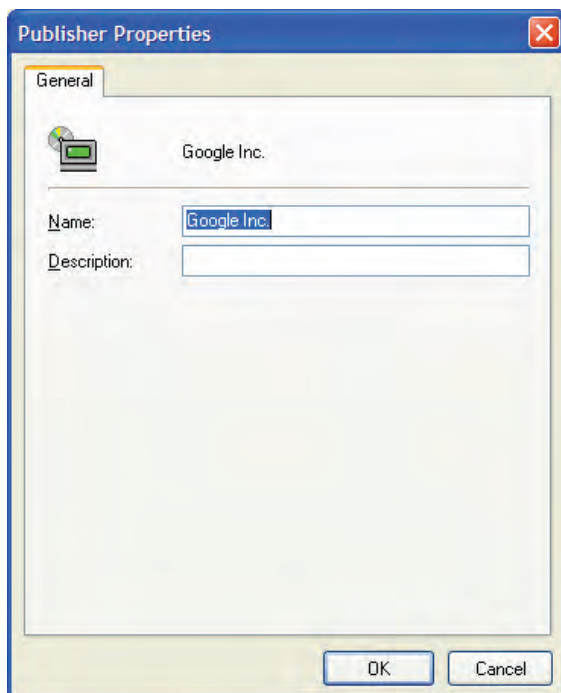 Publisher Properties
General
Google Inc.
Name: Google Inc.
Description:
OK Cancel